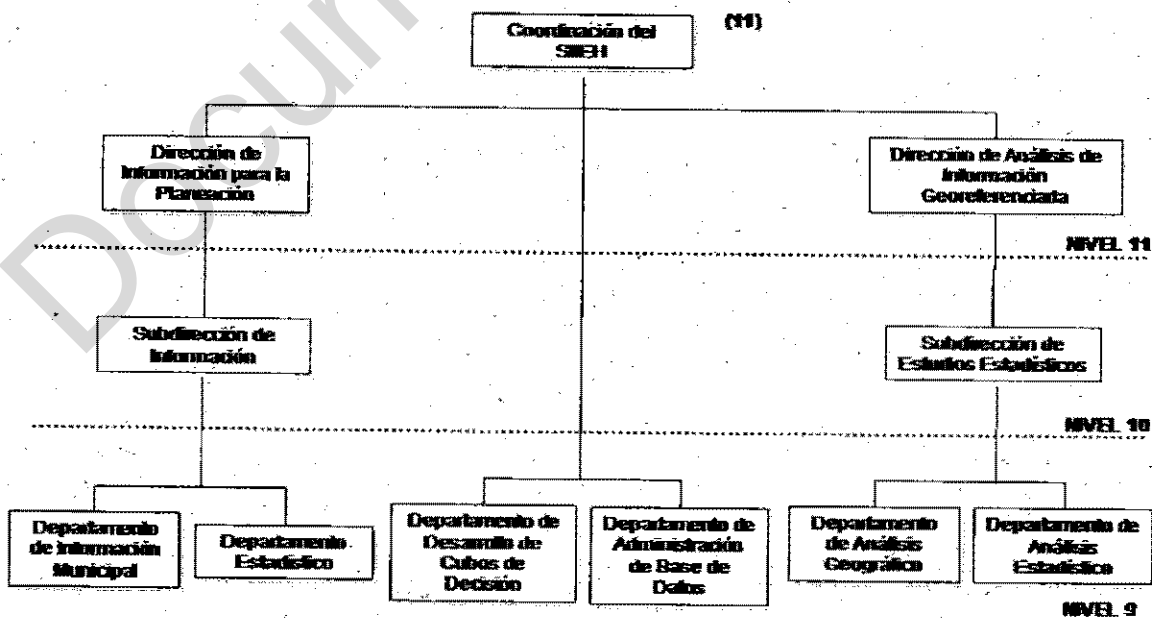 Coordinación del
SIIEH
(11)
Dirección de
Información para la
Planeación
Dirección de Análisis de
Información
Georeferenciada
NIVEL 11
Subdirección de
Información
Subdirección de
Estudios Estadísticos
NIVEL 10
Departamento
de Información
Municipal
Departamento
Estadístico
Departamento de
Desarrollo de
Cubos de
Decisión
Departamento de
Administración
de Base de
Datos
Departamento
de Análisis
Geográfico
Departamento de
Análisis
Estadístico
NIVEL 9
Docum